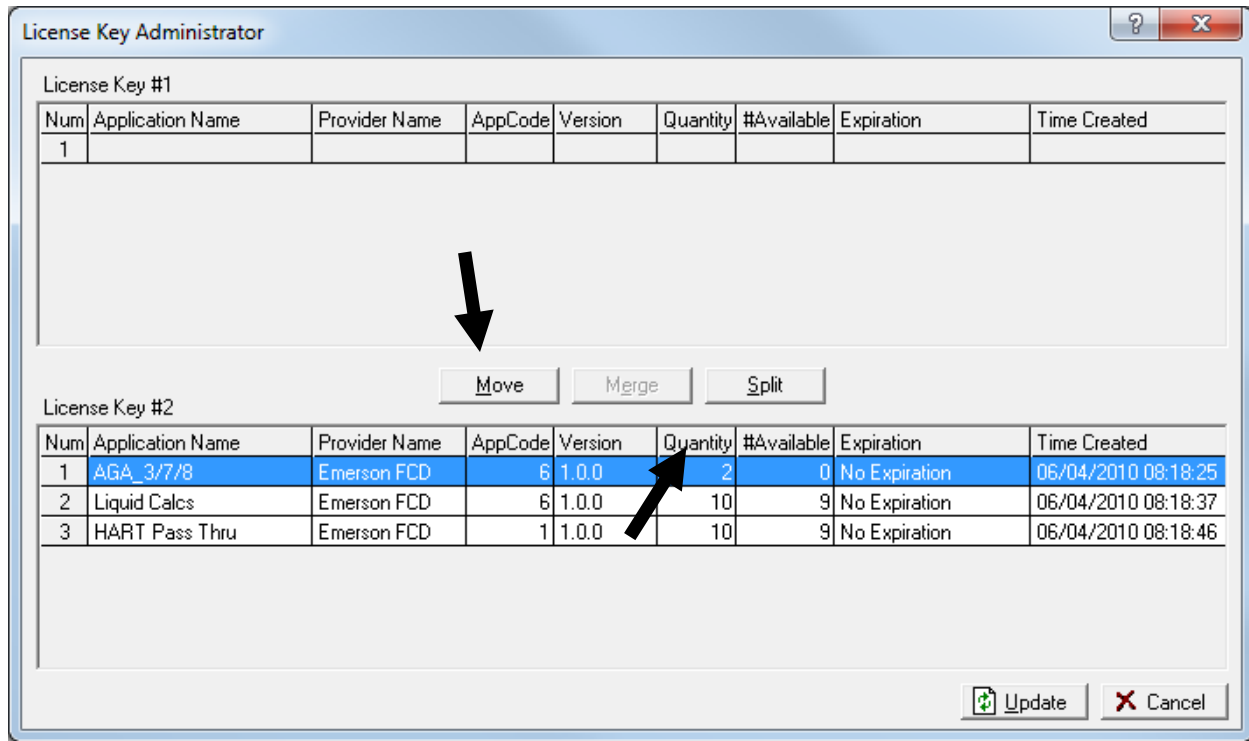 License Key Administrator
License Key #1
Num Application Name Provider Name AppCode Version Quantity #Available Expiration Time Created
1
Move Merge Split
License Key #2
Num Application Name Provider Name AppCode Version Quantity #Available Expiration Time Created
1 AGA_3/7/8 Emerson FCD 6 1.0.0 2 0 No Expiration 06/04/2010 08:18:25
2 Liquid Calcs Emerson FCD 6 1.0.0 10 9 No Expiration 06/04/2010 08:18:37
3 HART Pass Thru Emerson FCD 1 1.0.0 10 9 No Expiration 06/04/2010 08:18:46
Update Cancel